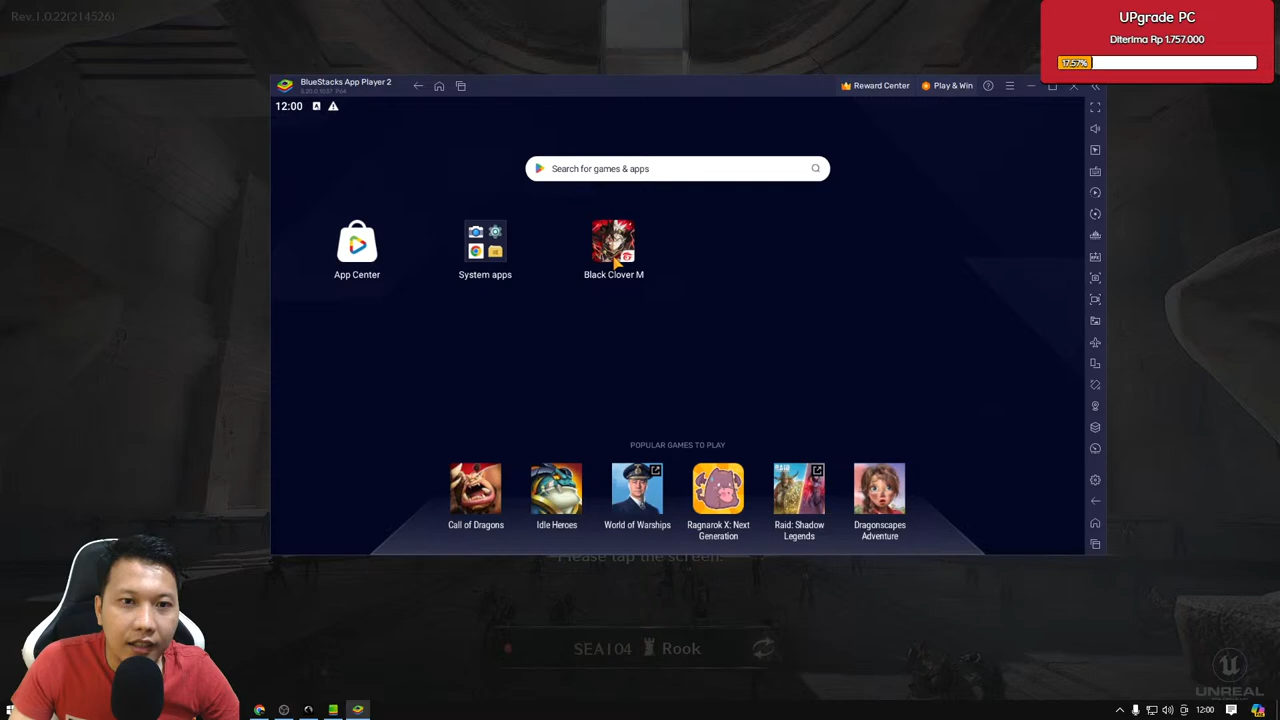 Rev.1.0.22(214526)
UPgrade PC
Diterima Rp 1.757.000
17.57%
BlueStacks App Player 2
Reward Center
Play & Win
12:00
Search for games & apps
App Center
System apps
Black Clover M
POPULAR GAMES TO PLAY
Call of Dragons
Idle Heroes
World of Warships
Ragnarok X: Next
Generation
Raid: Shadow
Legends
Dragonscapes
Adventure
Please tap the screen.
SEA104 Rook
UNREAL
12:00